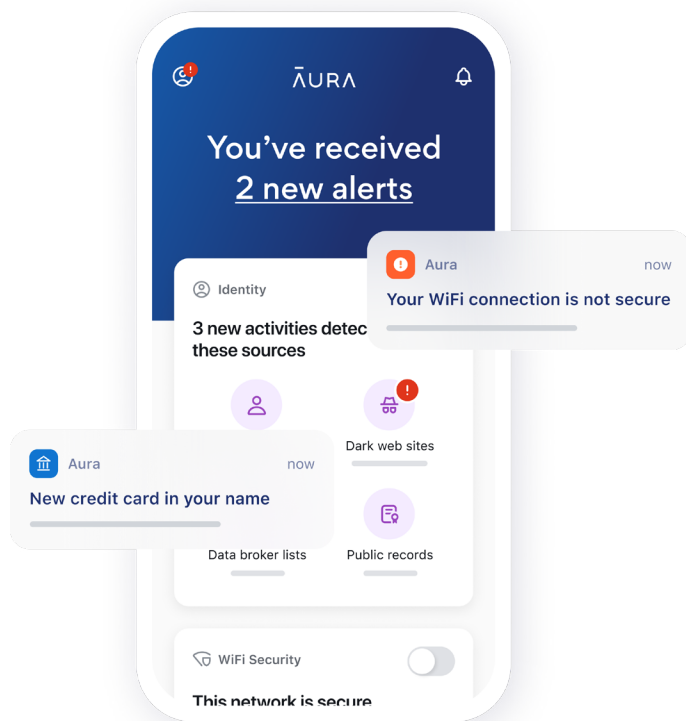 ĀURA
You’ve received
2 new alerts
Aura now
Your WiFi connection is not secure
Identity
3 new activities
these sources
Dark web sites
Aura now
New credit card in your name
Data broker lists
Public records
WiFi Security
This network is secure